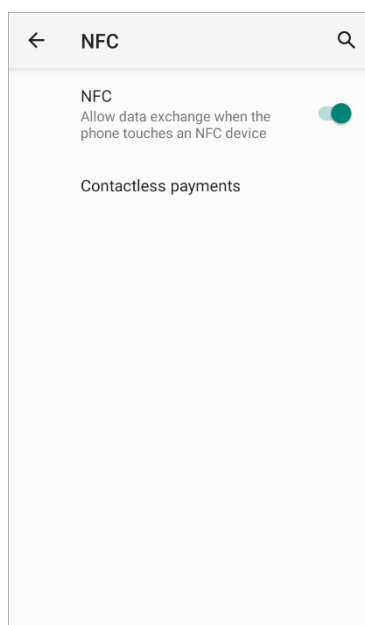 NFC
NFC
Allow data exchange when the
phone touches an NFC device
Contactless payments